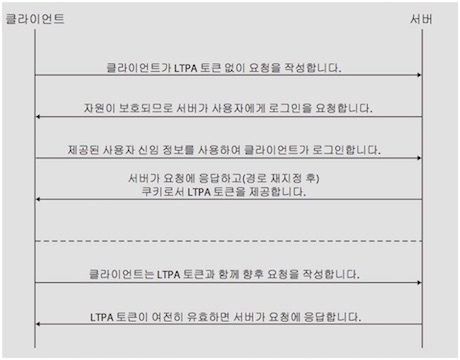 클라이언트 서버
클라이언트가 LTPA 토큰 없이 요청을 작성합니다.
자원이 보호되므로 서버가 사용자에게 로그인을 요청합니다.
제공된 사용자 신임 정보를 사용하여 클라이언트가 로그인합니다.
서버가 요청에 응답하고(경로 재지정 후)
쿠키로서 LTPA 토큰을 제공합니다.
클라이언트는 LTPA 토큰과 함께 향후 요청을 작성합니다.
LTPA 토큰이 여전히 유효하면 서버가 요청에 응답합니다.